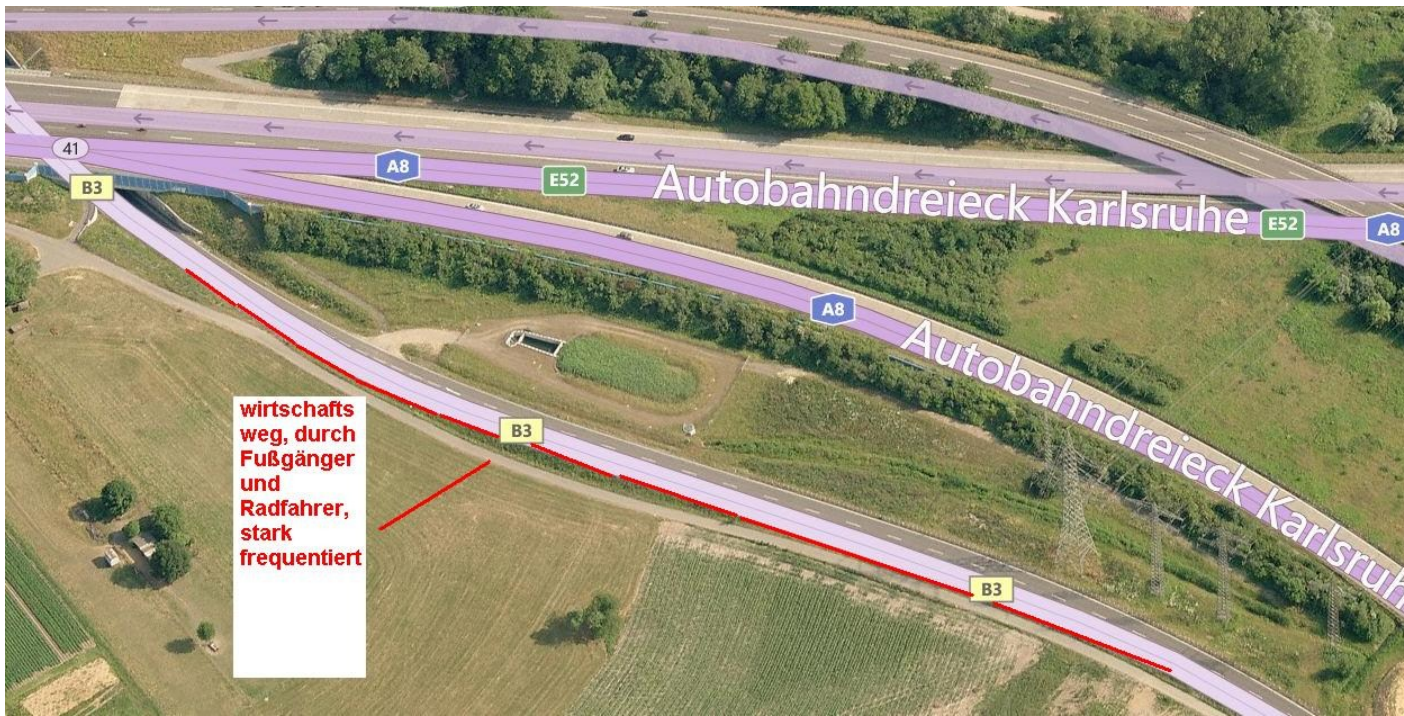 41
B3
A8
E52
Autobahndreieck Karlsruhe
E52
A8
A8
Autobahndreieck Karlsruh
wirtschafts
weg, durch
Fußgänger
und
Radfahrer,
stark
frequentiert
B3
B3